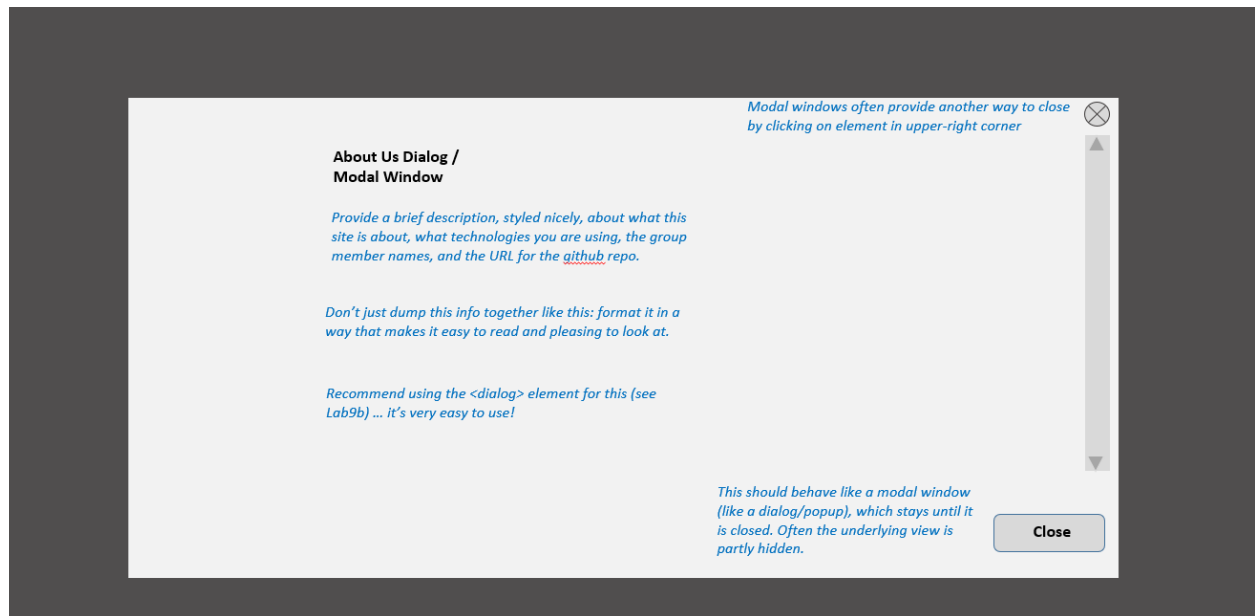 Modal windows often provide another way to close
by clicking on element in upper-right corner
About Us Dialog /
Modal Window
Provide a brief description, styled nicely, about what this
site is about, what technologies you are using, the group
member names, and the URL for the github repo.
Don’t just dump this info together like this: format it in a
way that makes it easy to read and pleasing to look at.
Recommend using the <dialog> element for this (see
Lab9b) … it’s very easy to use!
This should behave like a modal window
(like a dialog/popup), which stays until it
is closed. Often the underlying view is
partly hidden.
Close